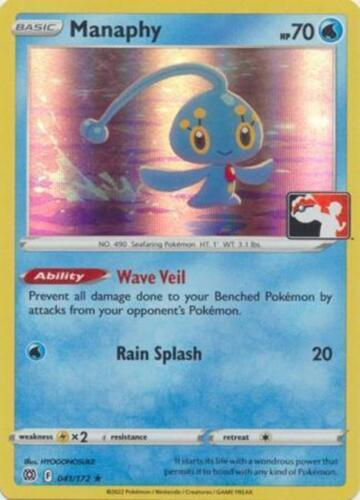 BASIC Manaphy HP 70
NO. 490 Seafaring Pokémon HT. 1' WT. 3.1 lbs.
Ability Wave Veil
Prevent all damage done to your Benched Pokémon by
attacks from your opponent's Pokémon.
Rain Splash 20
weakness ×2 resistance retreat
Illus. HYOGONOSUKE
It starts its life with a wondrous power that
permits it to bond with any kind of Pokémon.
F 041/172 ★
©2022 Pokémon / Nintendo / Creatures / GAME FREAK